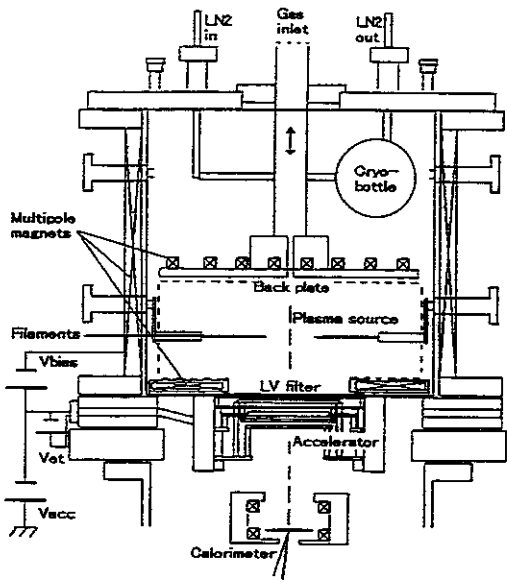 LN2
in
Gas
inlet
LN2
out
Cryo-
bottle
Multipole
magnets
Back plate
Filaments
Plasma source
Vbias
LV filter
Vet
Accelerator
Vacc
Calorimeter